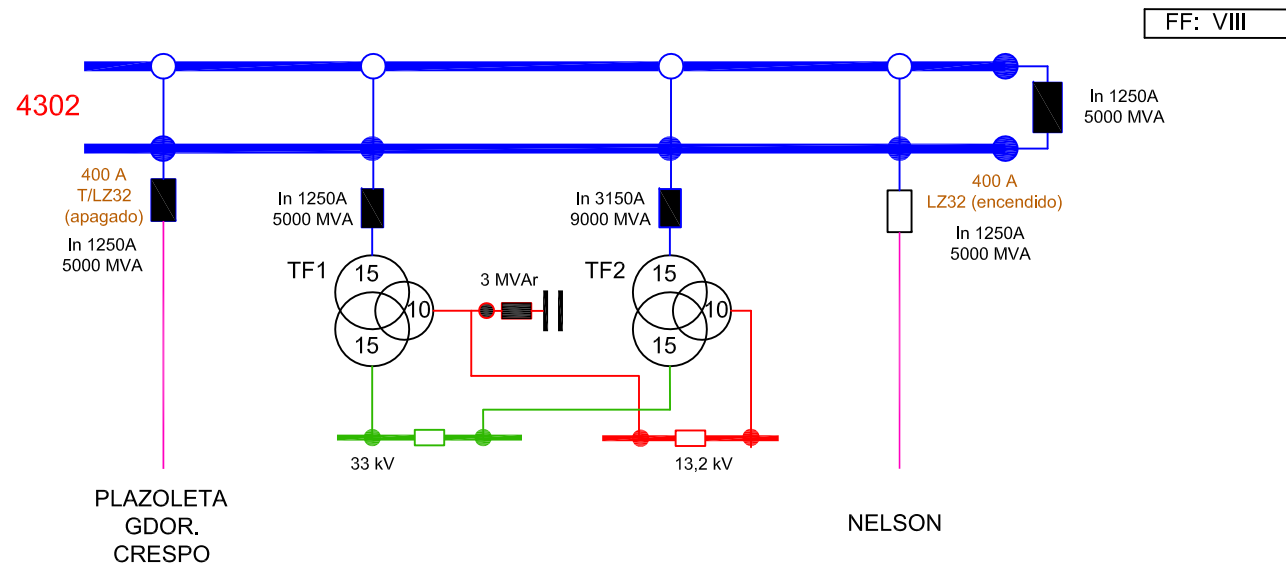 FF: VIII
4302
In 1250A
5000 MVA
400 A
T/LZ32
(apagado)
In 1250A
5000 MVA
In 1250A
5000 MVA
In 3150A
9000 MVA
400 A
LZ32 (encendido)
In 1250A
5000 MVA
TF1
15
10
15
3 MVAr
TF2
15
10
15
33 kV
13,2 kV
PLAZOLETA
GDOR.
CRESPO
NELSON